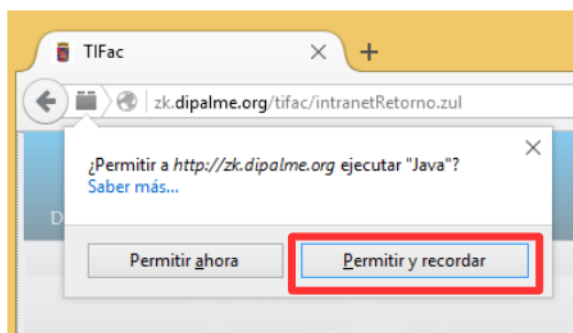 TIFac
zk.dipalme.org/tifac/intranetRetorno.zul
¿Permitir a http://zk.dipalme.org ejecutar "Java"?
Saber más...
D
Permitir ahora
Permitir y recordar